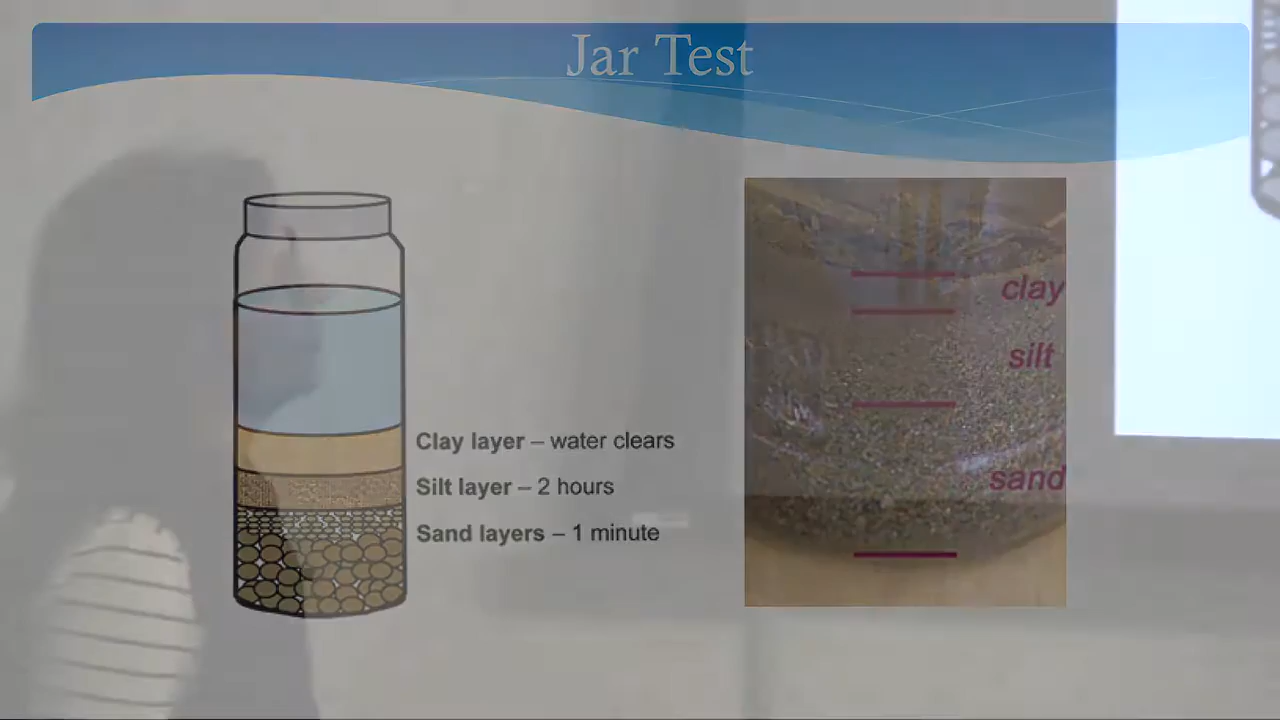 Jar Test
Clay layer – water clears
Silt layer – 2 hours
Sand layers – 1 minute
clay
silt
sand